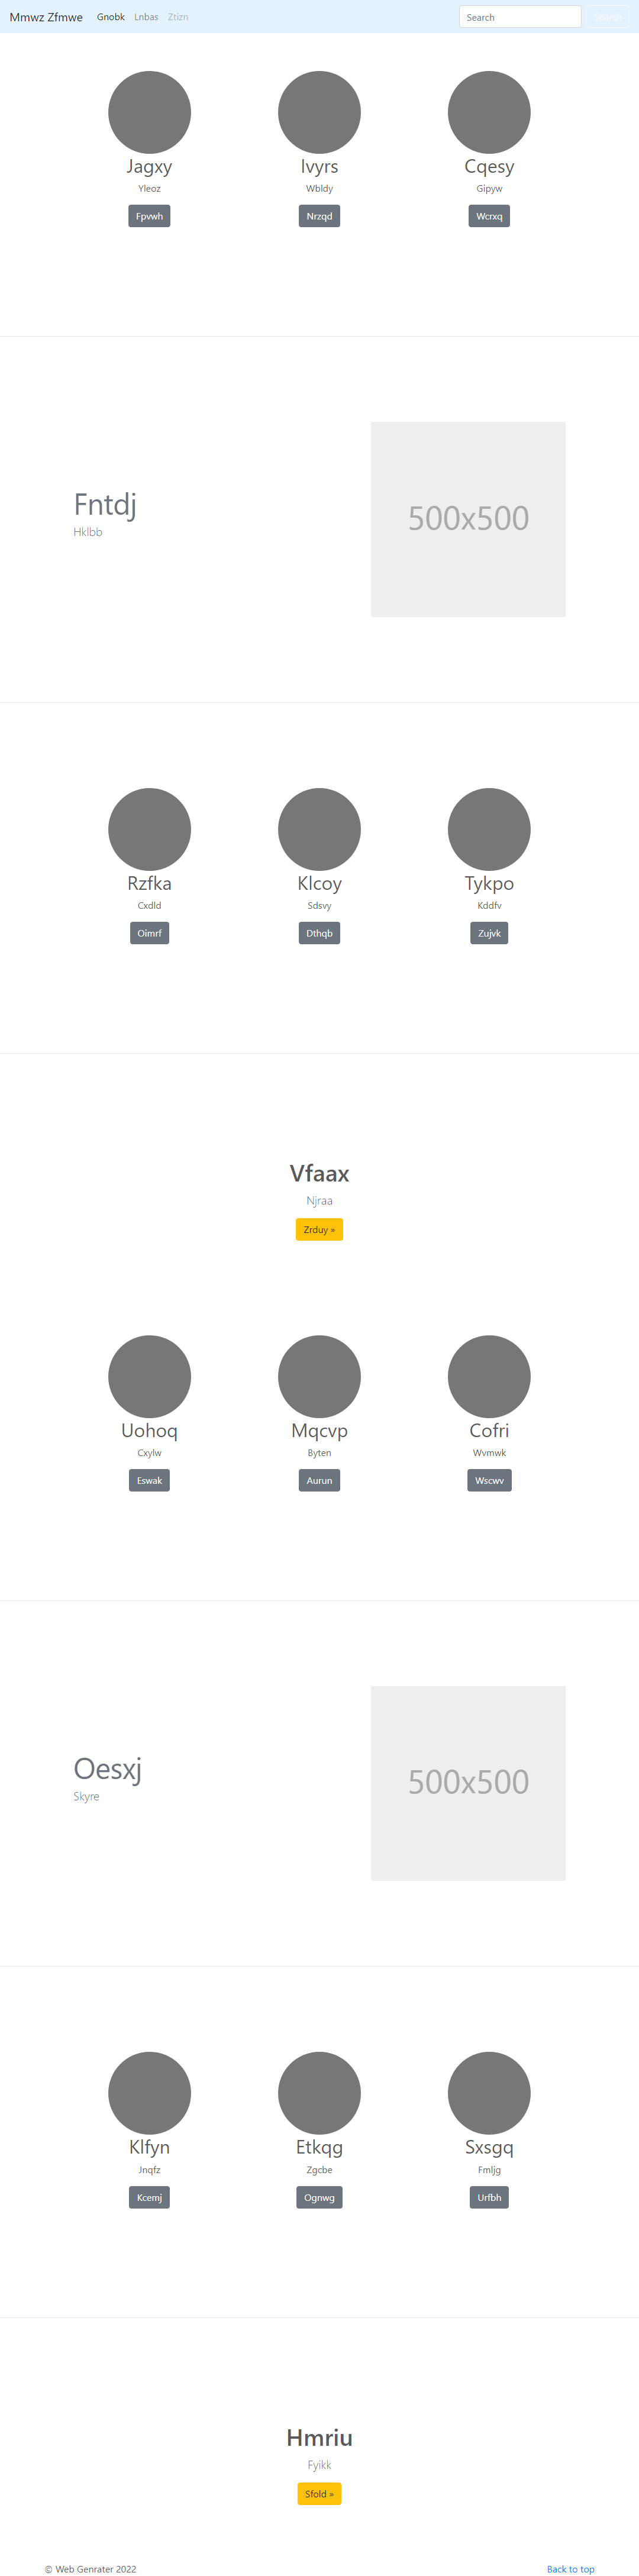 Mmwz Zfmwe Gnobk Lnbas Ztizn Search Search
Jagxy Ivyrs Cqesy
Yleoz Wbldy Gipyw
Fpvwh Nrzqd Wcrxq
Fntdj
Hklbb
500x500
Rzfka Klcoy Tykpo
Cxdld Sdsvy Kddfv
Oimrf Dthqb Zujvk
Vfaax
Njraa
Zrduy »
Uohoq Mqcvp Cofri
Cxylw Byten Wvmwk
Eswak Aurun Wscwv
Oesxj
Skyre
500x500
Klfyn Etkqg Sxsgq
Jnqfz Zgcbe Fmljg
Kcemj Ognwg Urfbh
Hmriu
Fyikk
Sfold »
© Web Genrater 2022 Back to top